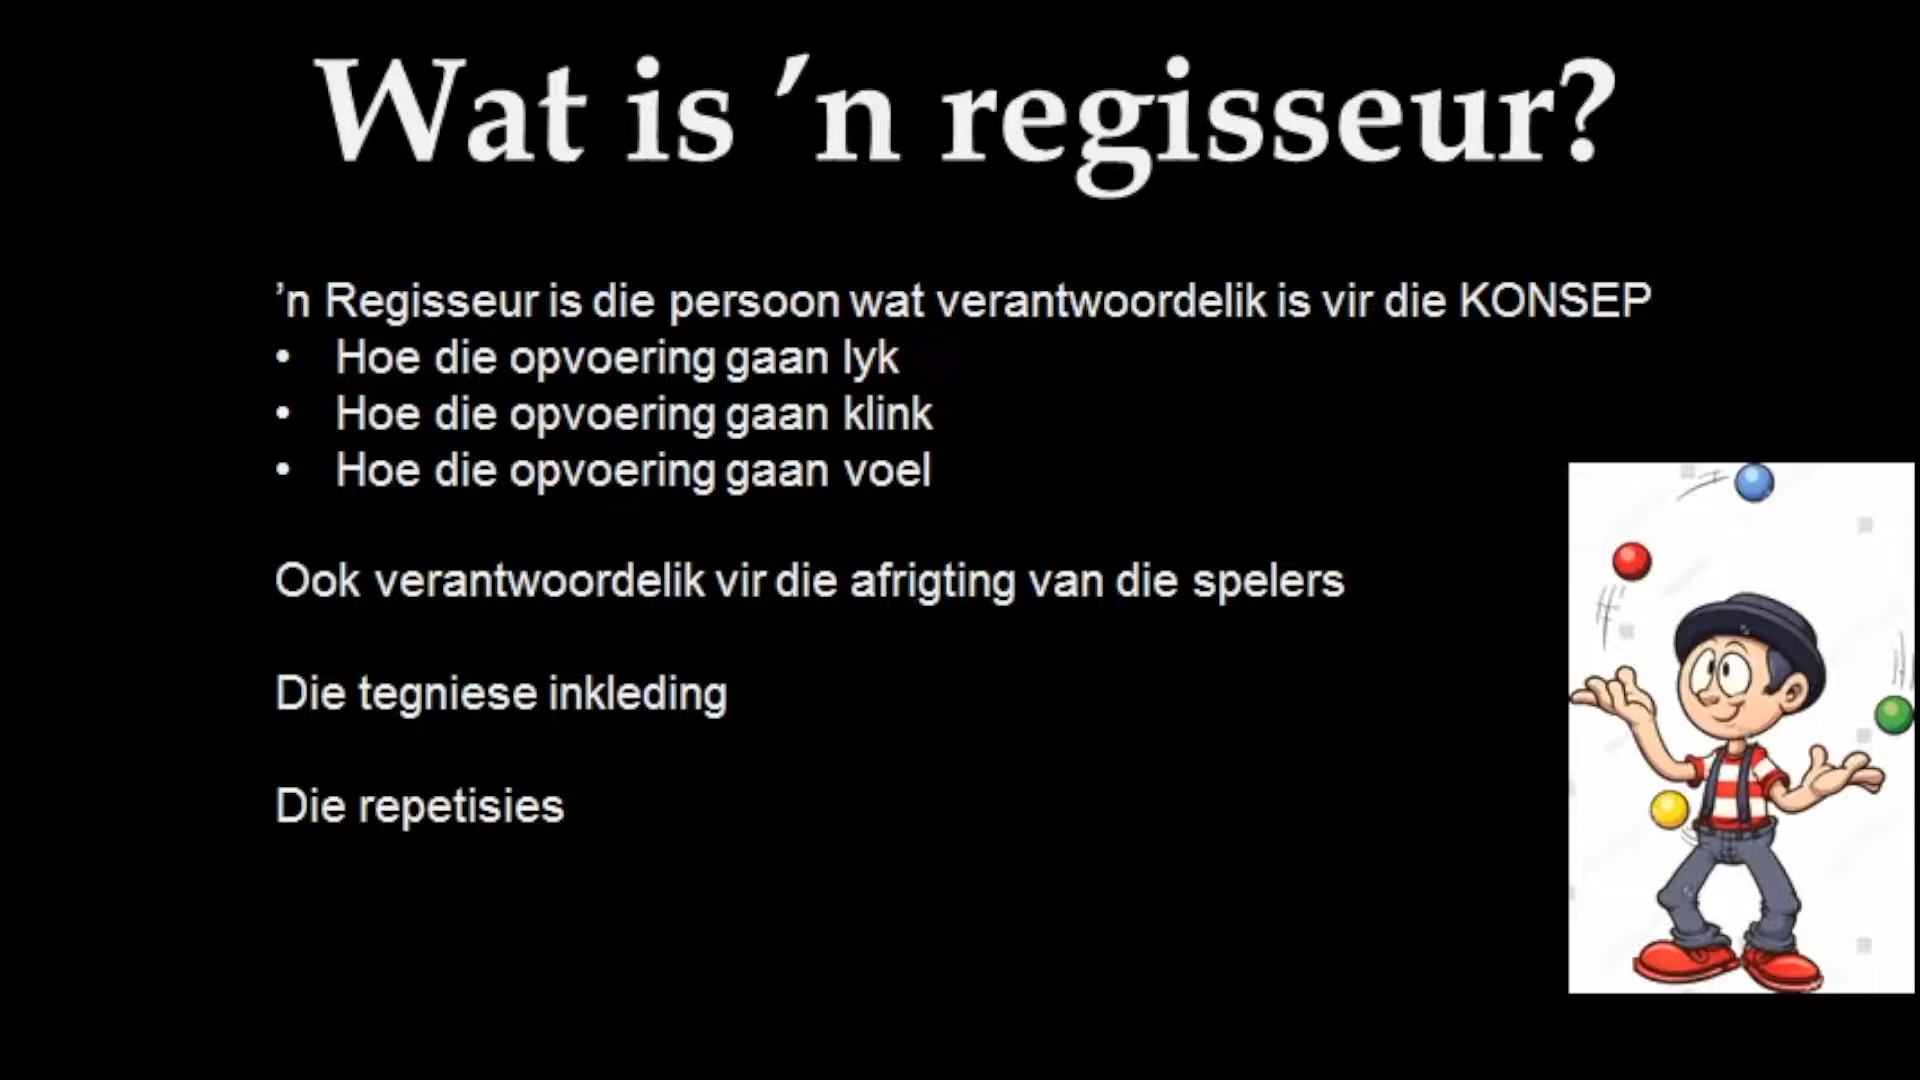 Wat is ’n regisseur?
’n Regisseur is die persoon wat verantwoordelik is vir die KONSEP
• Hoe die opvoering gaan lyk
• Hoe die opvoering gaan klink
• Hoe die opvoering gaan voel
Ook verantwoordelik vir die afrigting van die spelers
Die tegniese inkleding
Die repetisies